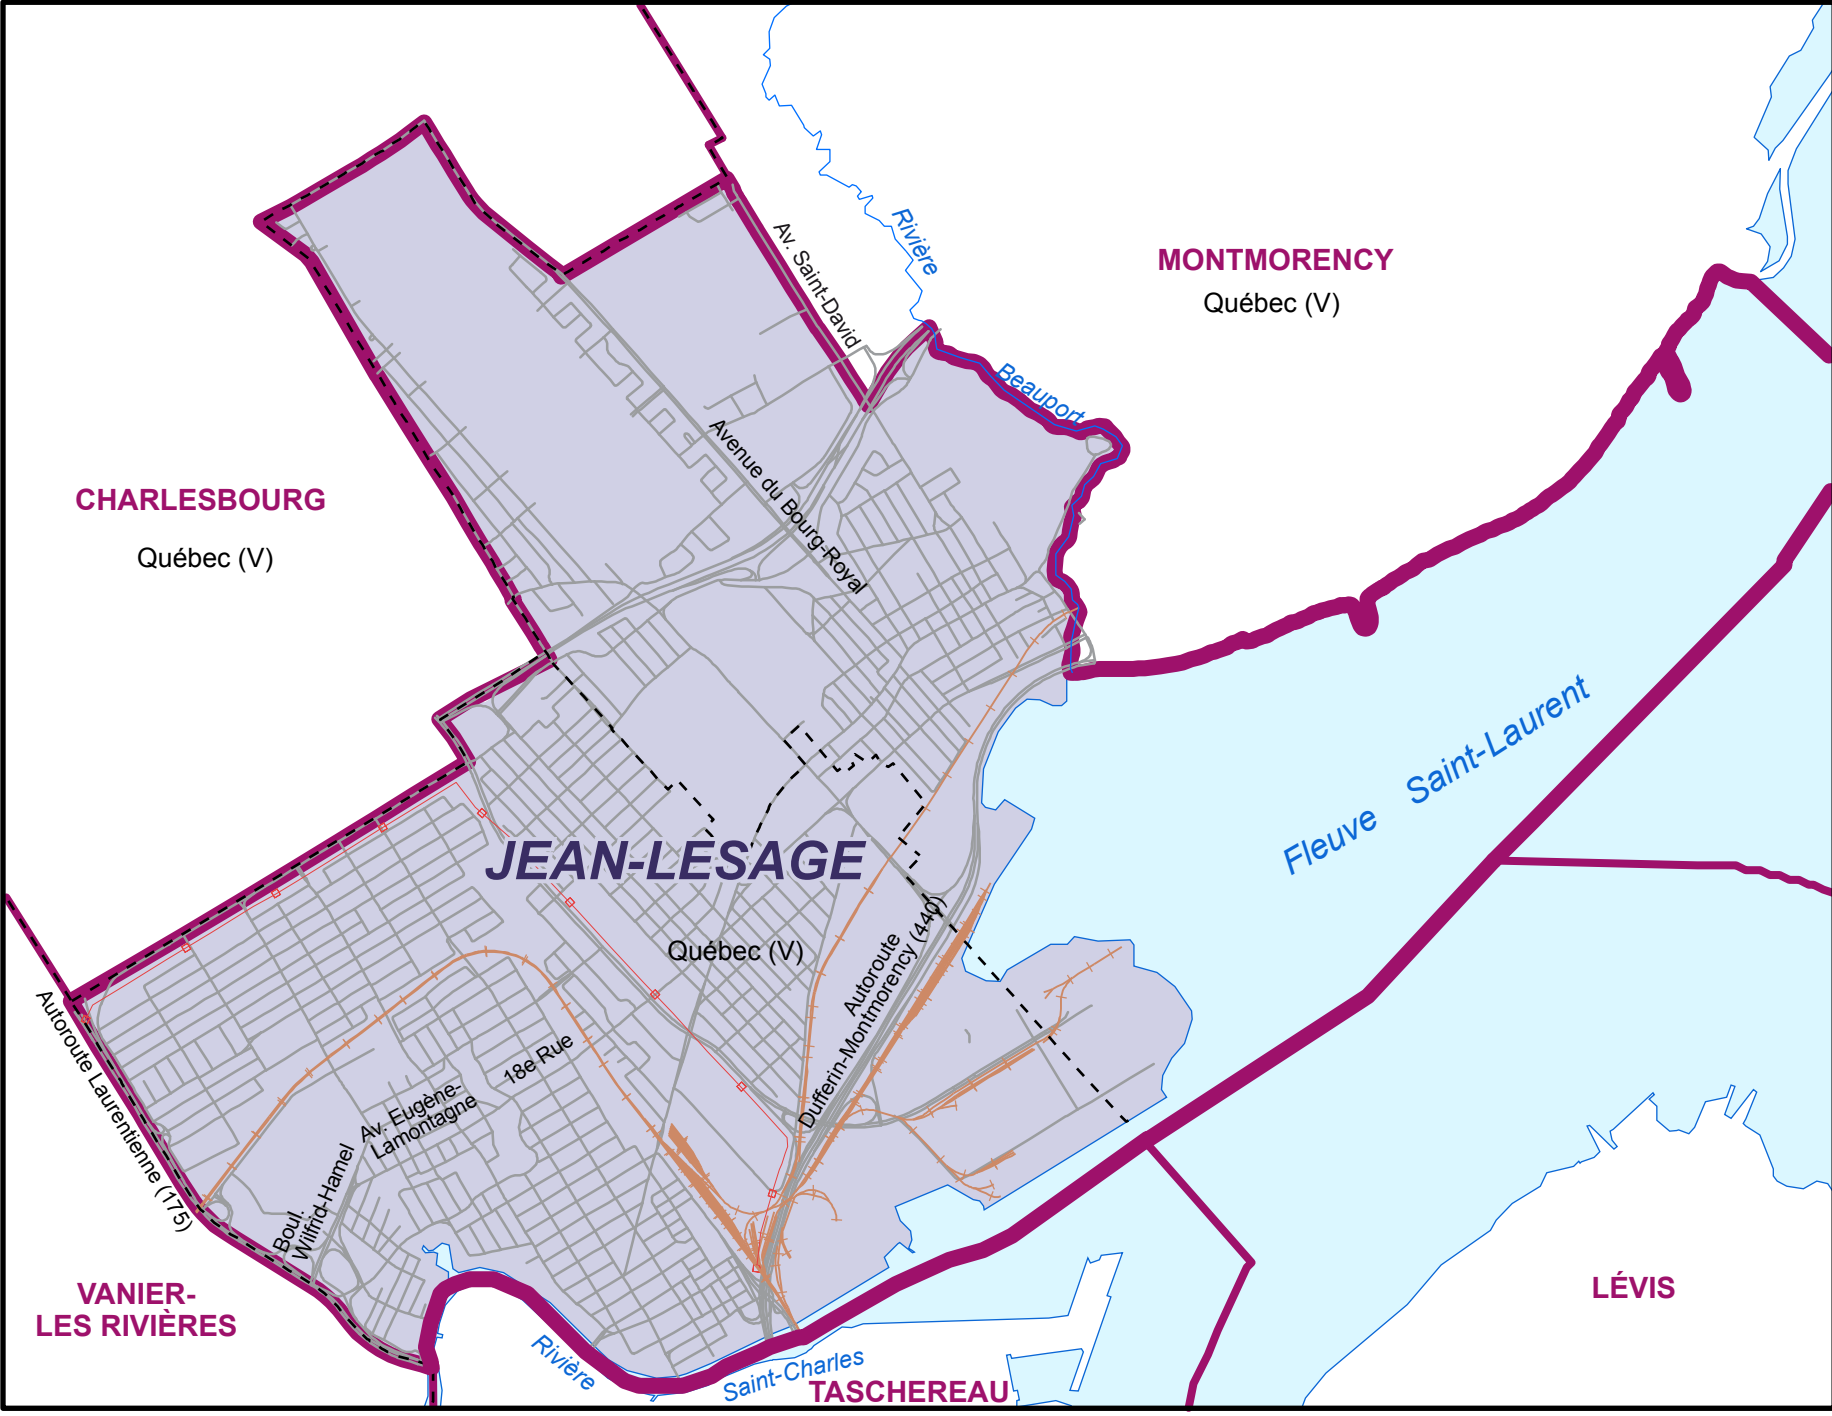 Av. Saint-David
Rivière
Beauport
MONTMORENCY
Québec (V)
Avenue du Bourg-Royal
CHARLESBOURG
Québec (V)
Fleuve Saint-Laurent
JEAN-LESAGE
Québec (V)
Autoroute
Dufferin-Montmorency (440)
18e Rue
Av. Eugène-
Lamontagne
Autoroute Laurentienne (175)
Boul.
Wilfrid-Hamel
VANIER-
LES RIVIÈRES
LÉVIS
Rivière
Saint-Charles
TASCHEREAU